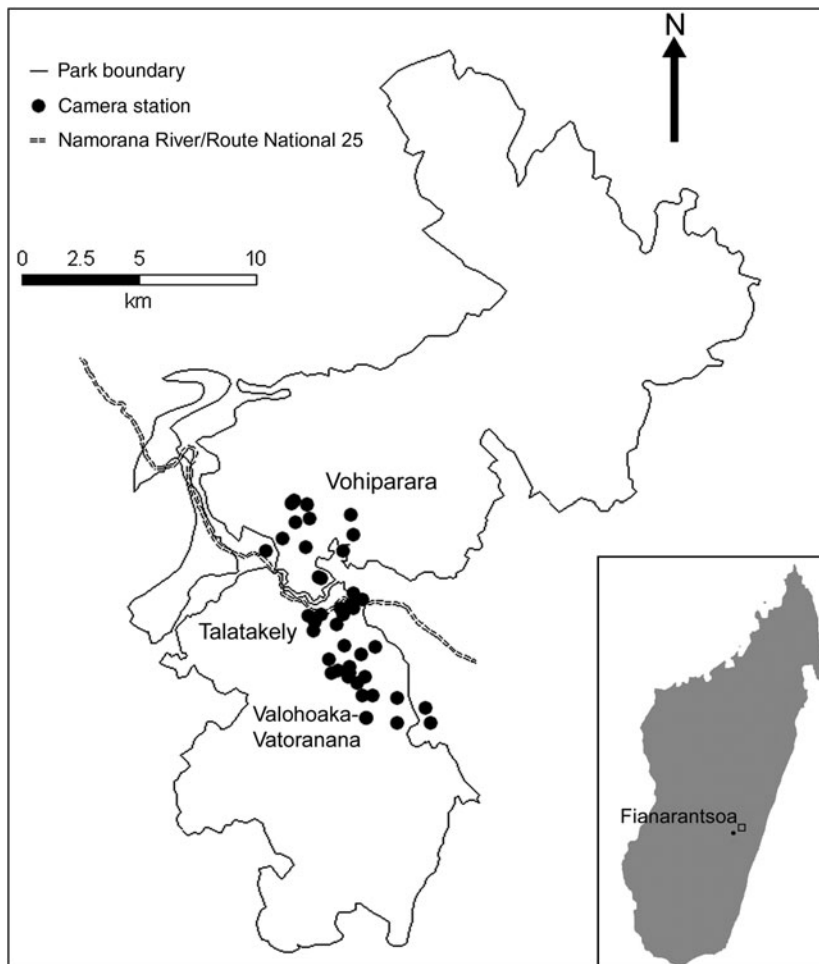 N
Park boundary
Camera station
Namorana River/Route National 25
0 2.5 5 10
km
Vohiparara
Talatakely
Valohoaka-
Vatoranana
Fianarantsoa